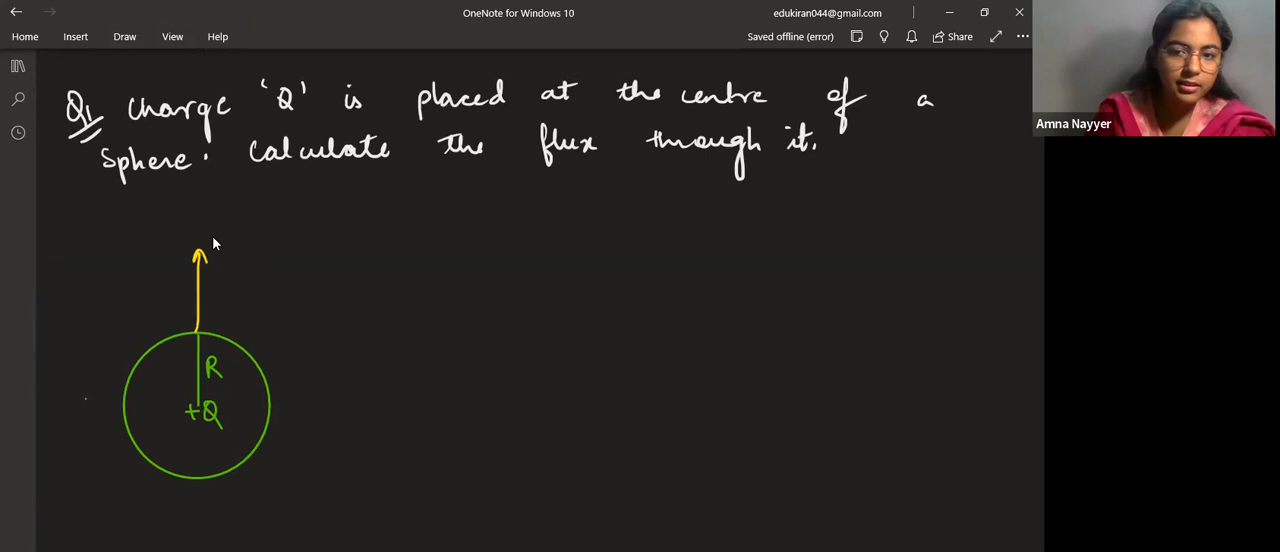 OneNote for Windows 10
edukiran044@gmail.com
Home Insert Draw View Help
Saved offline (error)
Share
Q1 Charge 'Q' is placed at the centre of a
Sphere. calculate the flux through it.
Amna Nayyer
R
+Q